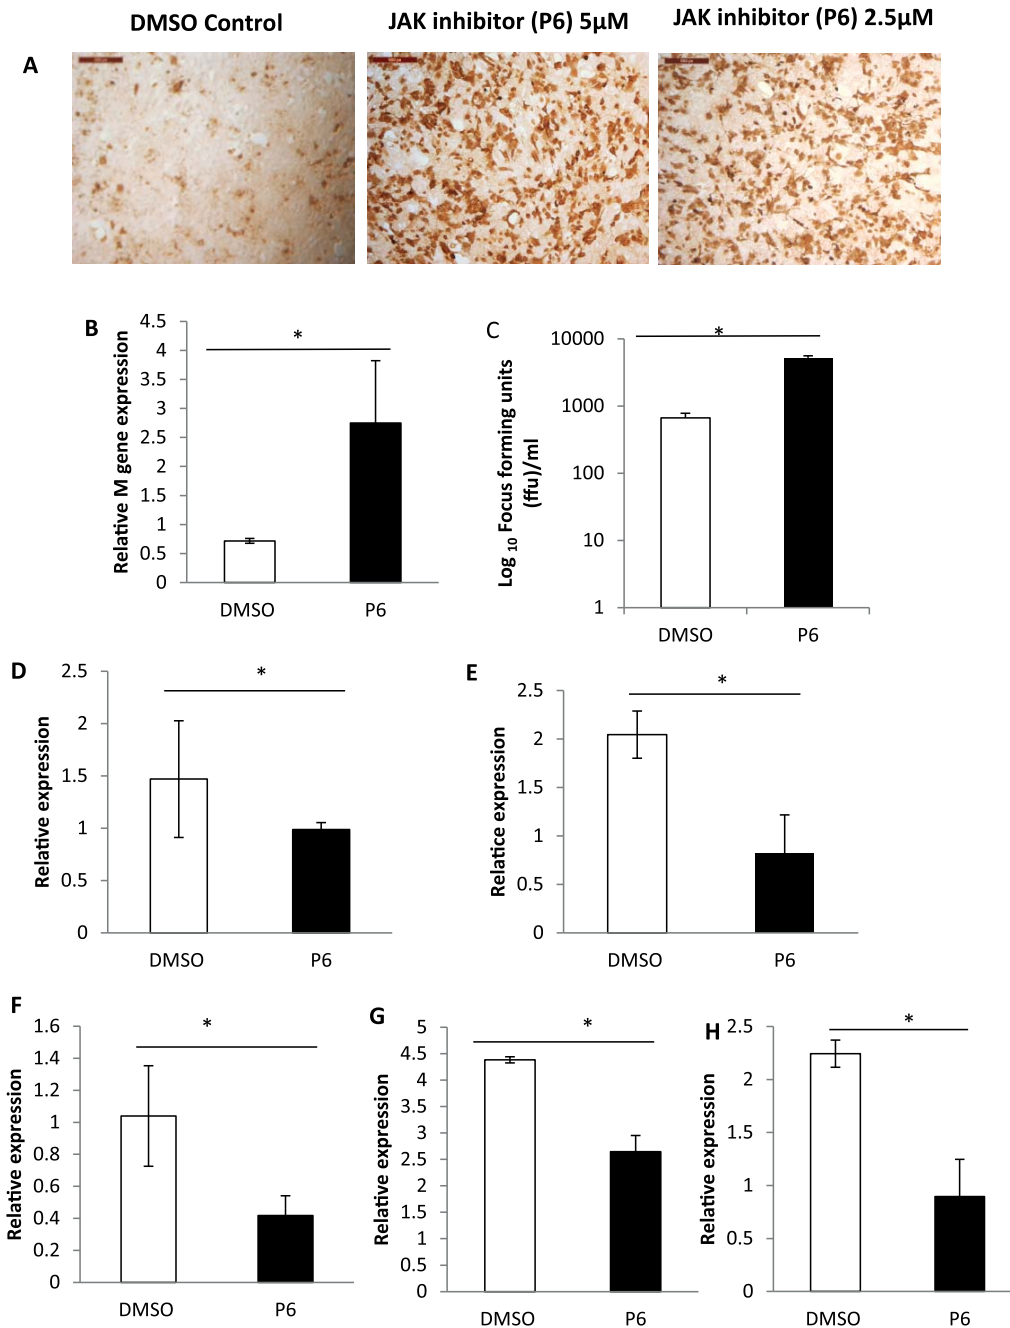 DMSO Control
JAK inhibitor (P6) 5µM
JAK inhibitor (P6) 2.5µM
A
B
Relative M gene expression
4.5
4
3.5
3
2.5
2
1.5
1
0.5
0
*
DMSO
P6
C
Log 10 Focus forming units
(ffu)/ml
10000
1000
100
10
1
*
DMSO
P6
D
Relative expression
2.5
2
1.5
1
0.5
0
*
DMSO
P6
E
Relatice expression
2.5
2
1.5
1
0.5
0
*
DMSO
P6
F
Relative expression
1.6
1.4
1.2
1
0.8
0.6
0.4
0.2
0
*
DMSO
P6
G
Relative expression
5
4.5
4
3.5
3
2.5
2
1.5
1
0.5
0
*
DMSO
P6
H
Relative expression
2.5
2
1.5
1
0.5
0
*
DMSO
P6